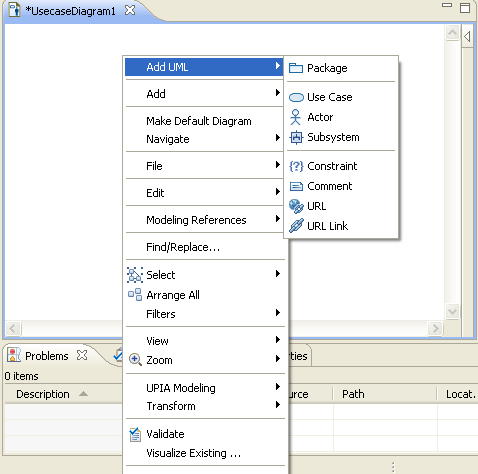 *UsecaseDiagram1
Add UML
Add
Make Default Diagram
Navigate
File
Edit
Modeling References
Find/Replace...
Select
Arrange All
Filters
View
Zoom
UPIA Modeling
Transform
Validate
Visualize Existing ...
Package
Use Case
Actor
Subsystem
{?} Constraint
Comment
URL
URL Link
Problems
0 items
Description
Path
Locat.